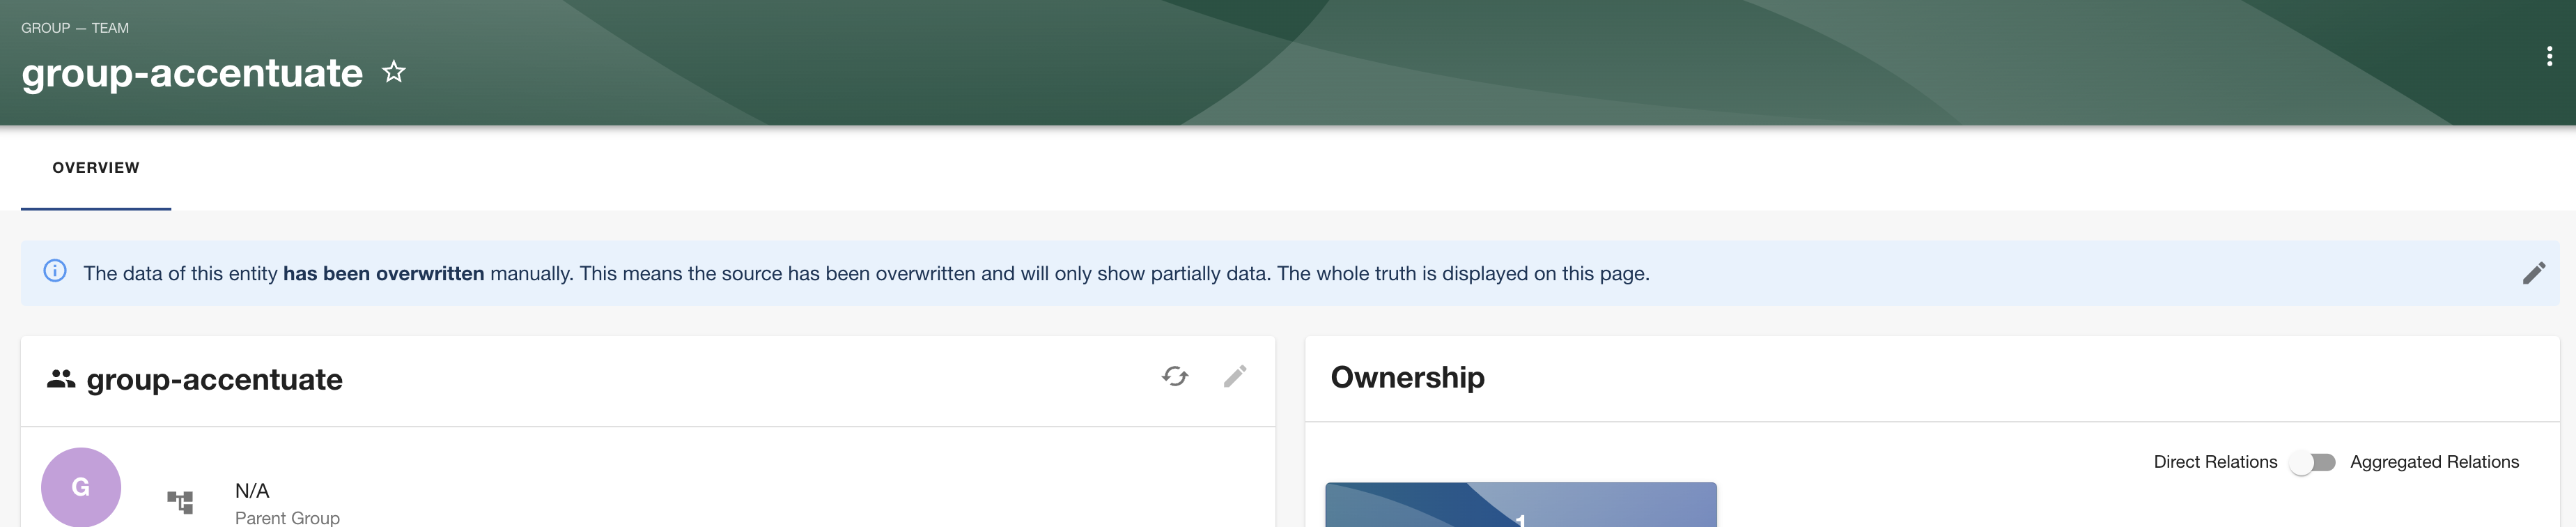 GROUP — TEAM
group-accentuate
OVERVIEW
The data of this entity has been overwritten manually. This means the source has been overwritten and will only show partially data. The whole truth is displayed on this page.
group-accentuate
Ownership
G
N/A
Parent Group
Direct Relations
Aggregated Relations
1